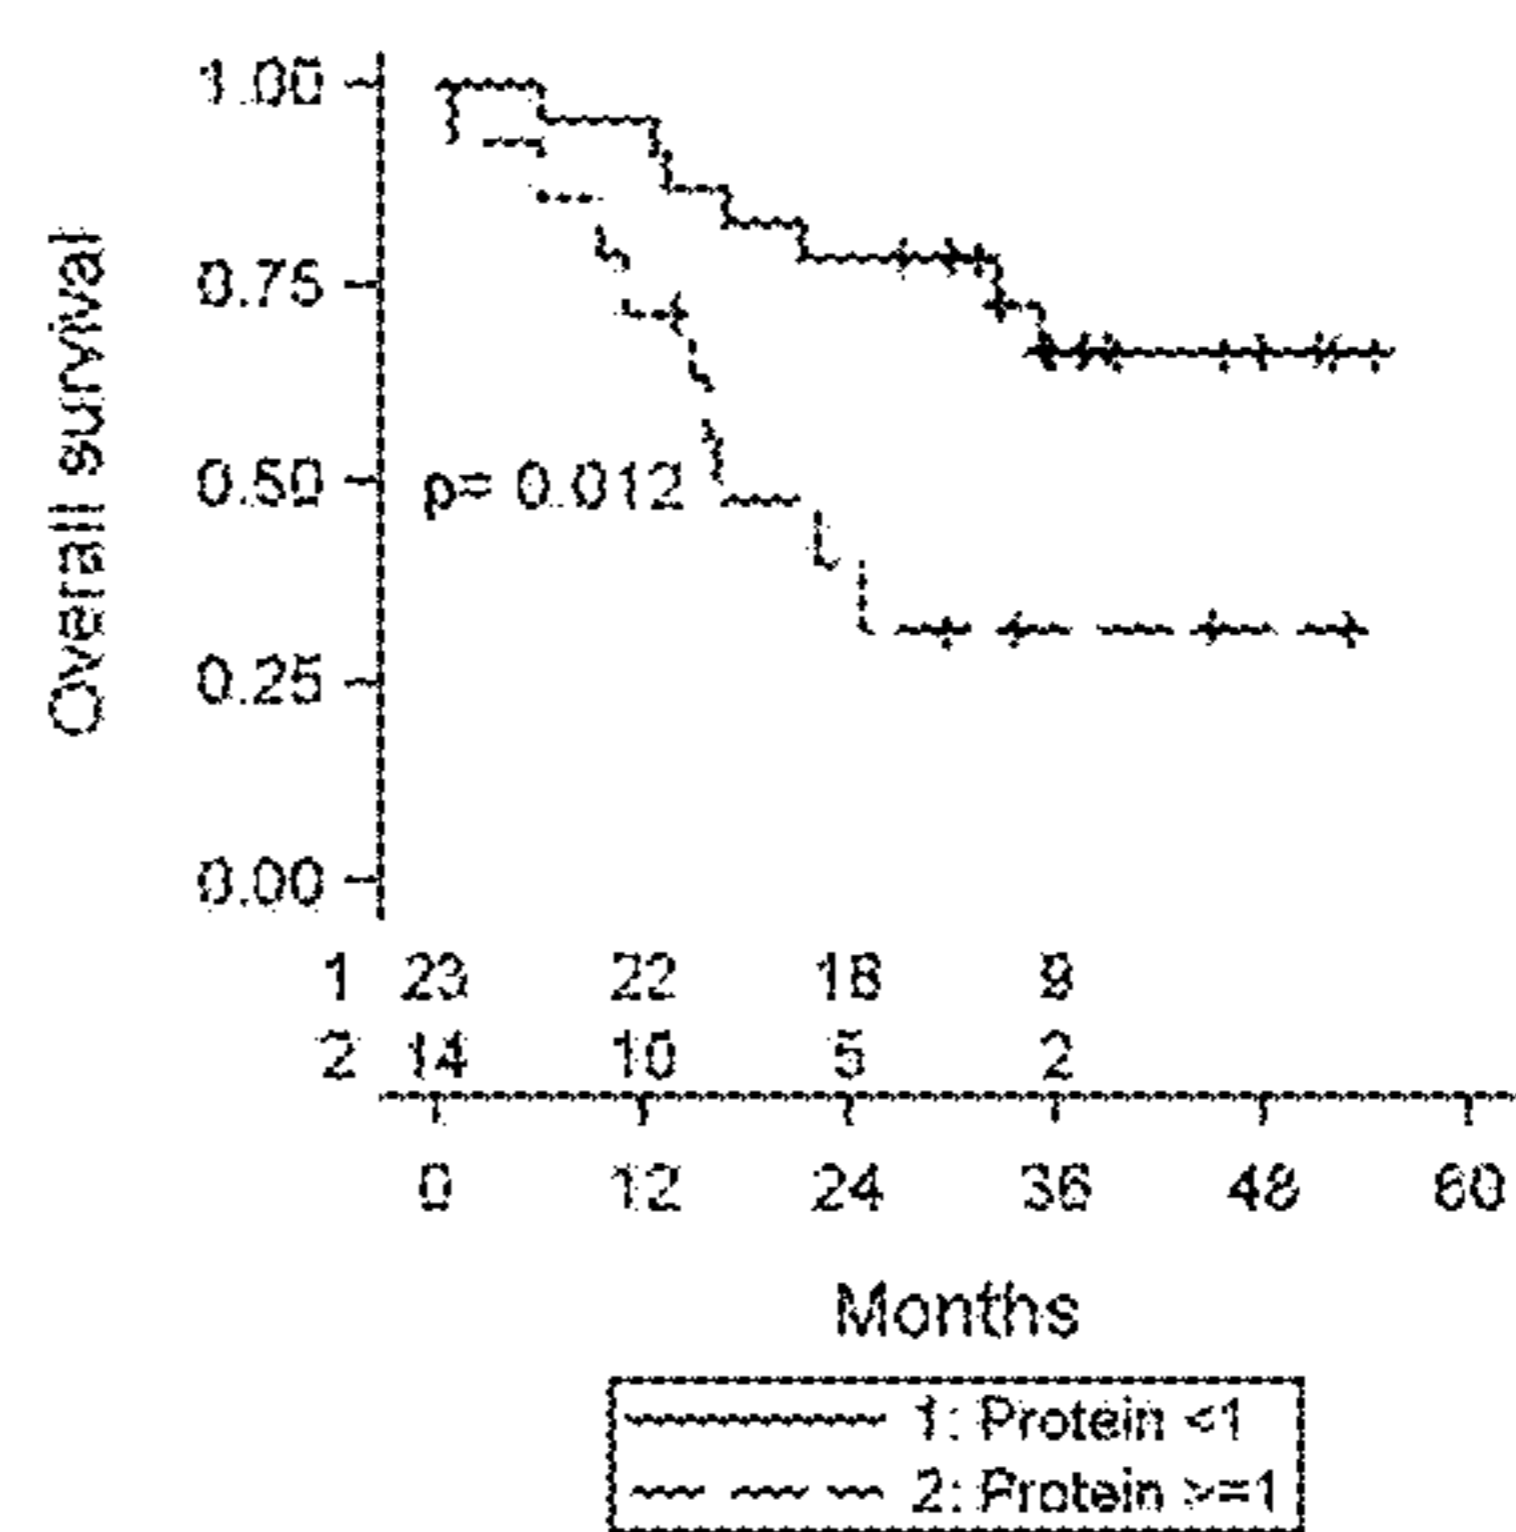 Overall survival
1.00
0.75
0.50
0.25
0.00
p= 0.012
1 23 22 18 9
2 14 10 5 2
0 12 24 36 48 60
Months
1: Protein <1
2: Protein >=1